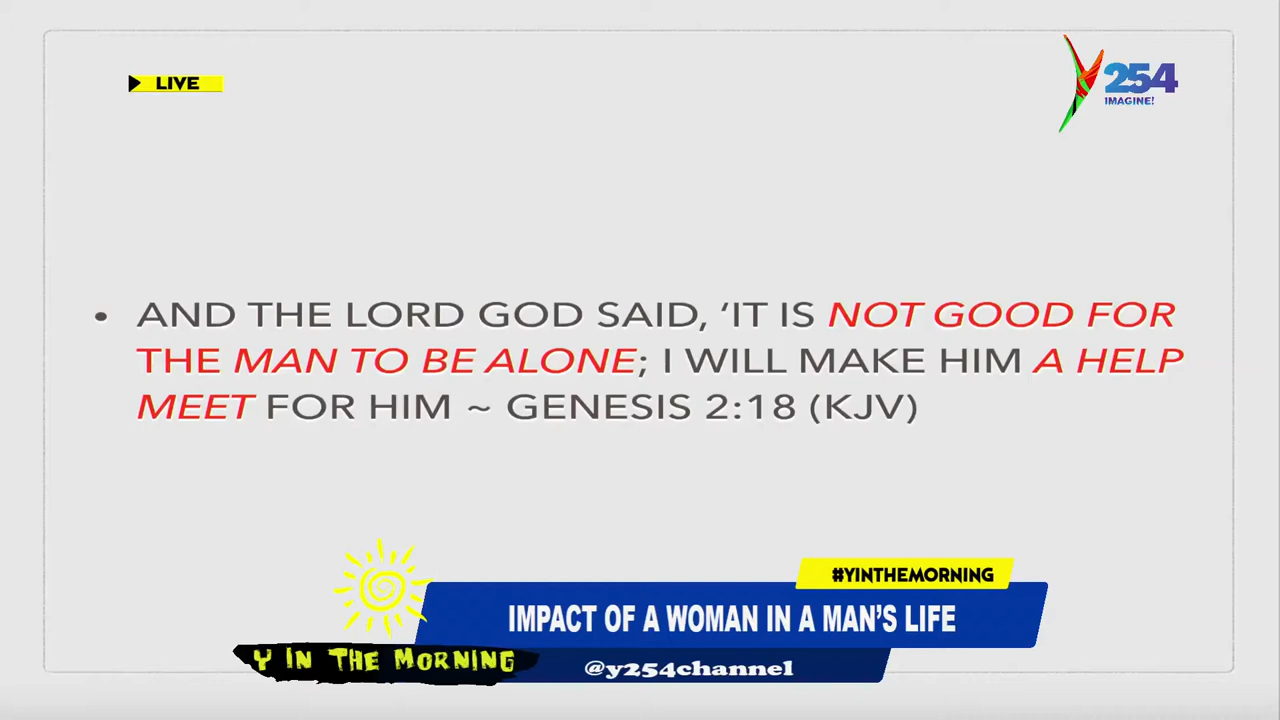 LIVE
254
IMAGINE!
• AND THE LORD GOD SAID, ‘IT IS NOT GOOD FOR
THE MAN TO BE ALONE; I WILL MAKE HIM A HELP
MEET FOR HIM ~ GENESIS 2:18 (KJV)
#YINTHEMORNING
IMPACT OF A WOMAN IN A MAN’S LIFE
Y IN THE MORNING
@y254channel